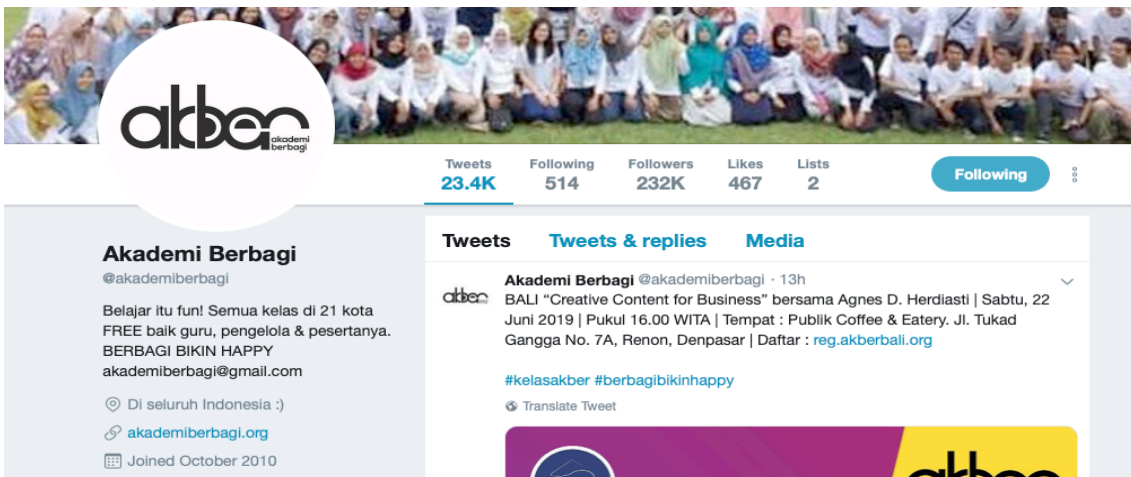 akber
akademi
berbagi
Tweets
23.4K
Following
514
Followers
232K
Likes
467
Lists
2
Following
Akademi Berbagi
@akademiberbagi
Belajar itu fun! Semua kelas di 21 kota
FREE baik guru, pengelola & pesertanya.
BERBAGI BIKIN HAPPY
akademiberbagi@gmail.com
Di seluruh Indonesia :)
akademiberbagi.org
Joined October 2010
Tweets Tweets & replies Media
akber
Akademi Berbagi @akademiberbagi · 13h
BALI “Creative Content for Business” bersama Agnes D. Herdiasti | Sabtu, 22
Juni 2019 | Pukul 16.00 WITA | Tempat : Publik Coffee & Eatery. Jl. Tukad
Gangga No. 7A, Renon, Denpasar | Daftar : reg.akberbali.org
#kelasakber #berbagibikinhappy
Translate Tweet
akber